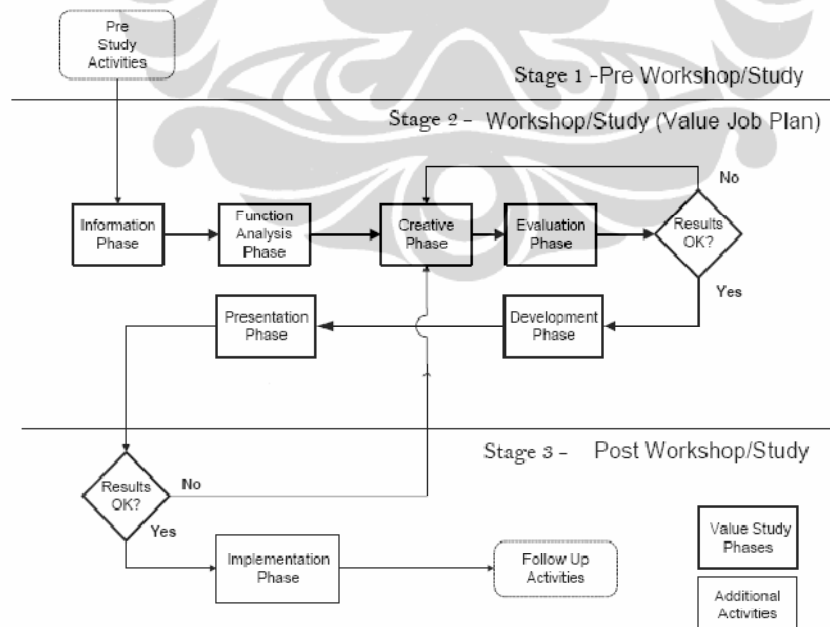 Pre
Study
Activities
Stage 1 -Pre Workshop/Study
Stage 2 - Workshop/Study (Value Job Plan)
No
Information
Phase
Function
Analysis
Phase
Creative
Phase
Evaluation
Phase
Results
OK?
Yes
Presentation
Phase
Development
Phase
Stage 3 - Post Workshop/Study
Results
OK?
No
Yes
Implementation
Phase
Follow Up
Activities
Value Study
Phases
Additional
Activities